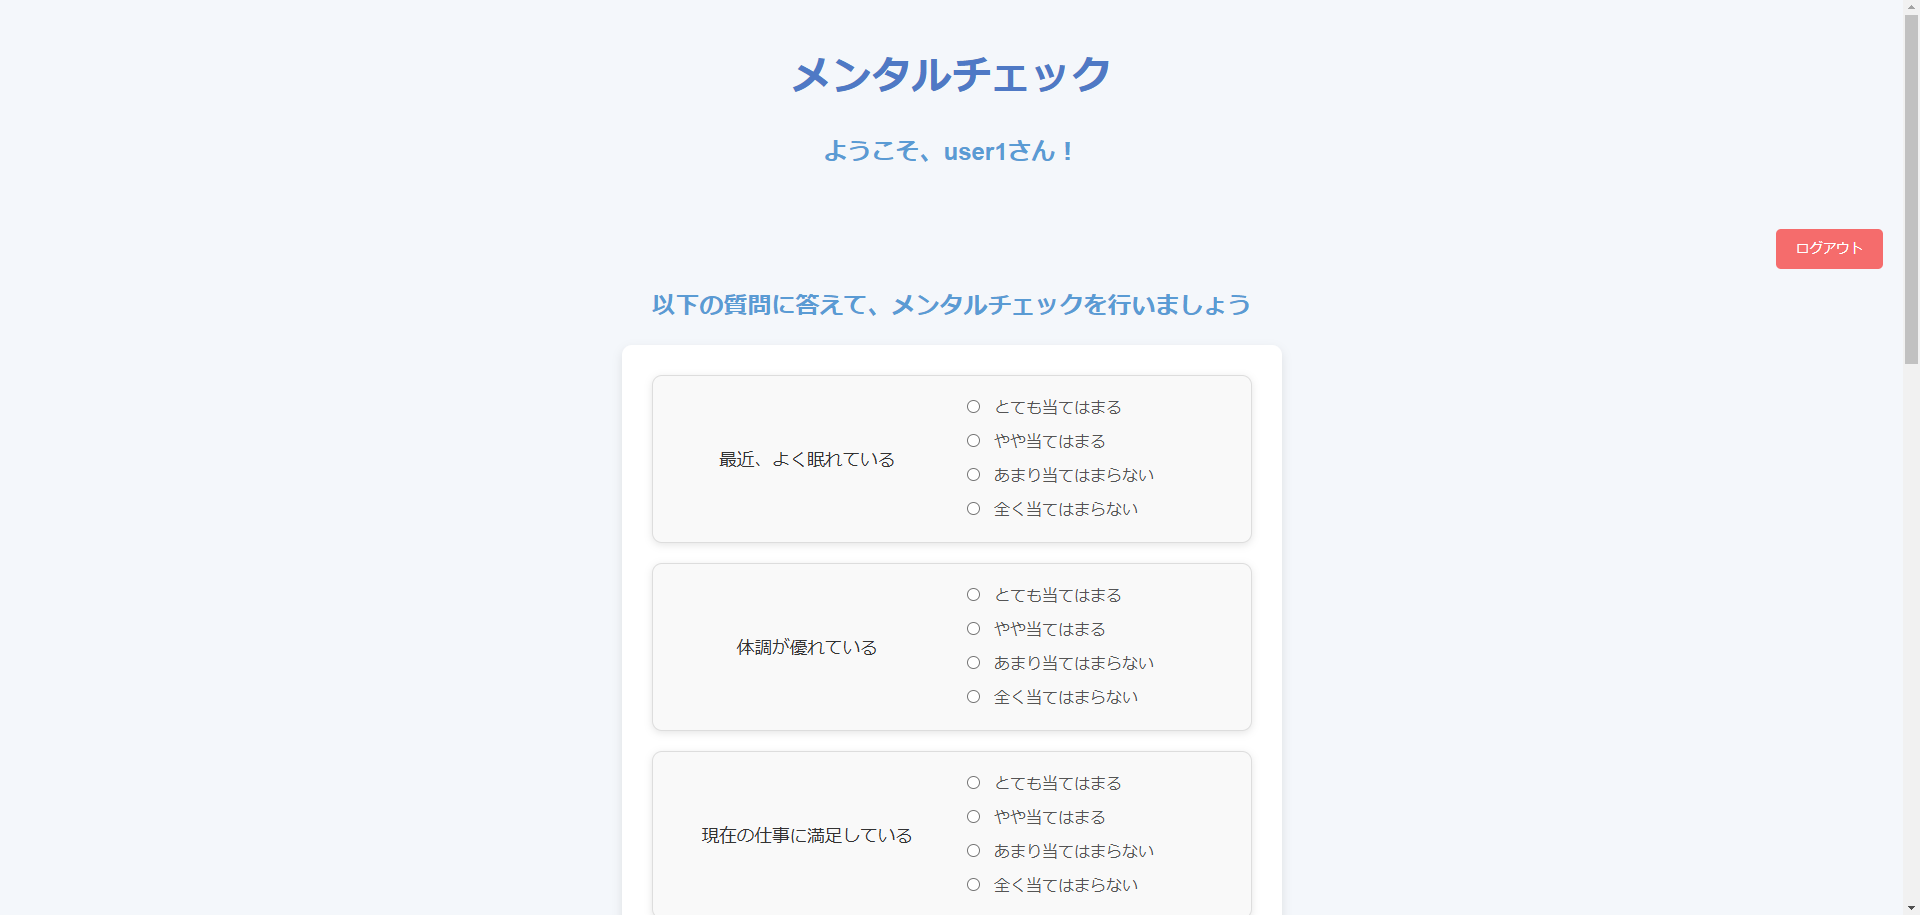 メンタルチェック
ようこそ、user1さん！
ログアウト
以下の質問に答えて、メンタルチェックを行いましょう
最近、よく眠れている
とても当てはまる
やや当てはまる
あまり当てはまらない
全く当てはまらない
体調が優れている
とても当てはまる
やや当てはまる
あまり当てはまらない
全く当てはまらない
現在の仕事に満足している
とても当てはまる
やや当てはまる
あまり当てはまらない
全く当てはまらない